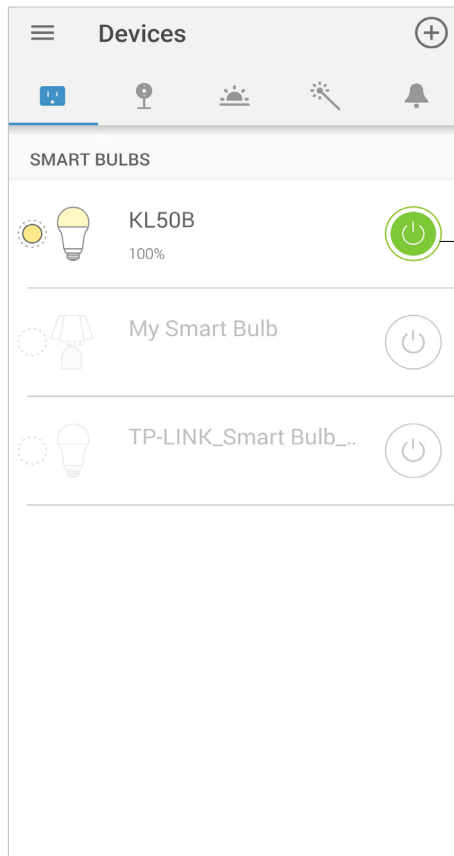 Devices
SMART BULBS
KL50B
100%
My Smart Bulb
TP-LINK_Smart Bulb_..